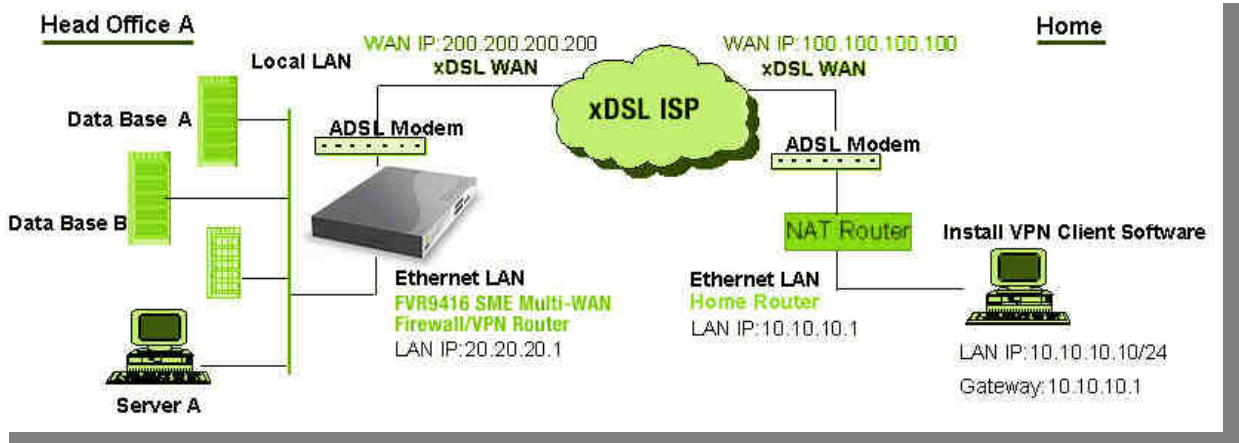 Head Office A
Home
WAN IP:200.200.200.200
xDSL WAN
WAN IP:100.100.100.100
xDSL WAN
Local LAN
xDSL ISP
Data Base A
ADSL Modem
ADSL Modem
Data Base B
NAT Router
Install VPN Client Software
Ethernet LAN
FVR9416 SME Multi-WAN
Firewall/VPN Router
LAN IP:20.20.20.1
Ethernet LAN
Home Router
LAN IP:10.10.10.1
LAN IP:10.10.10.10/24
Gateway:10.10.10.1
Server A